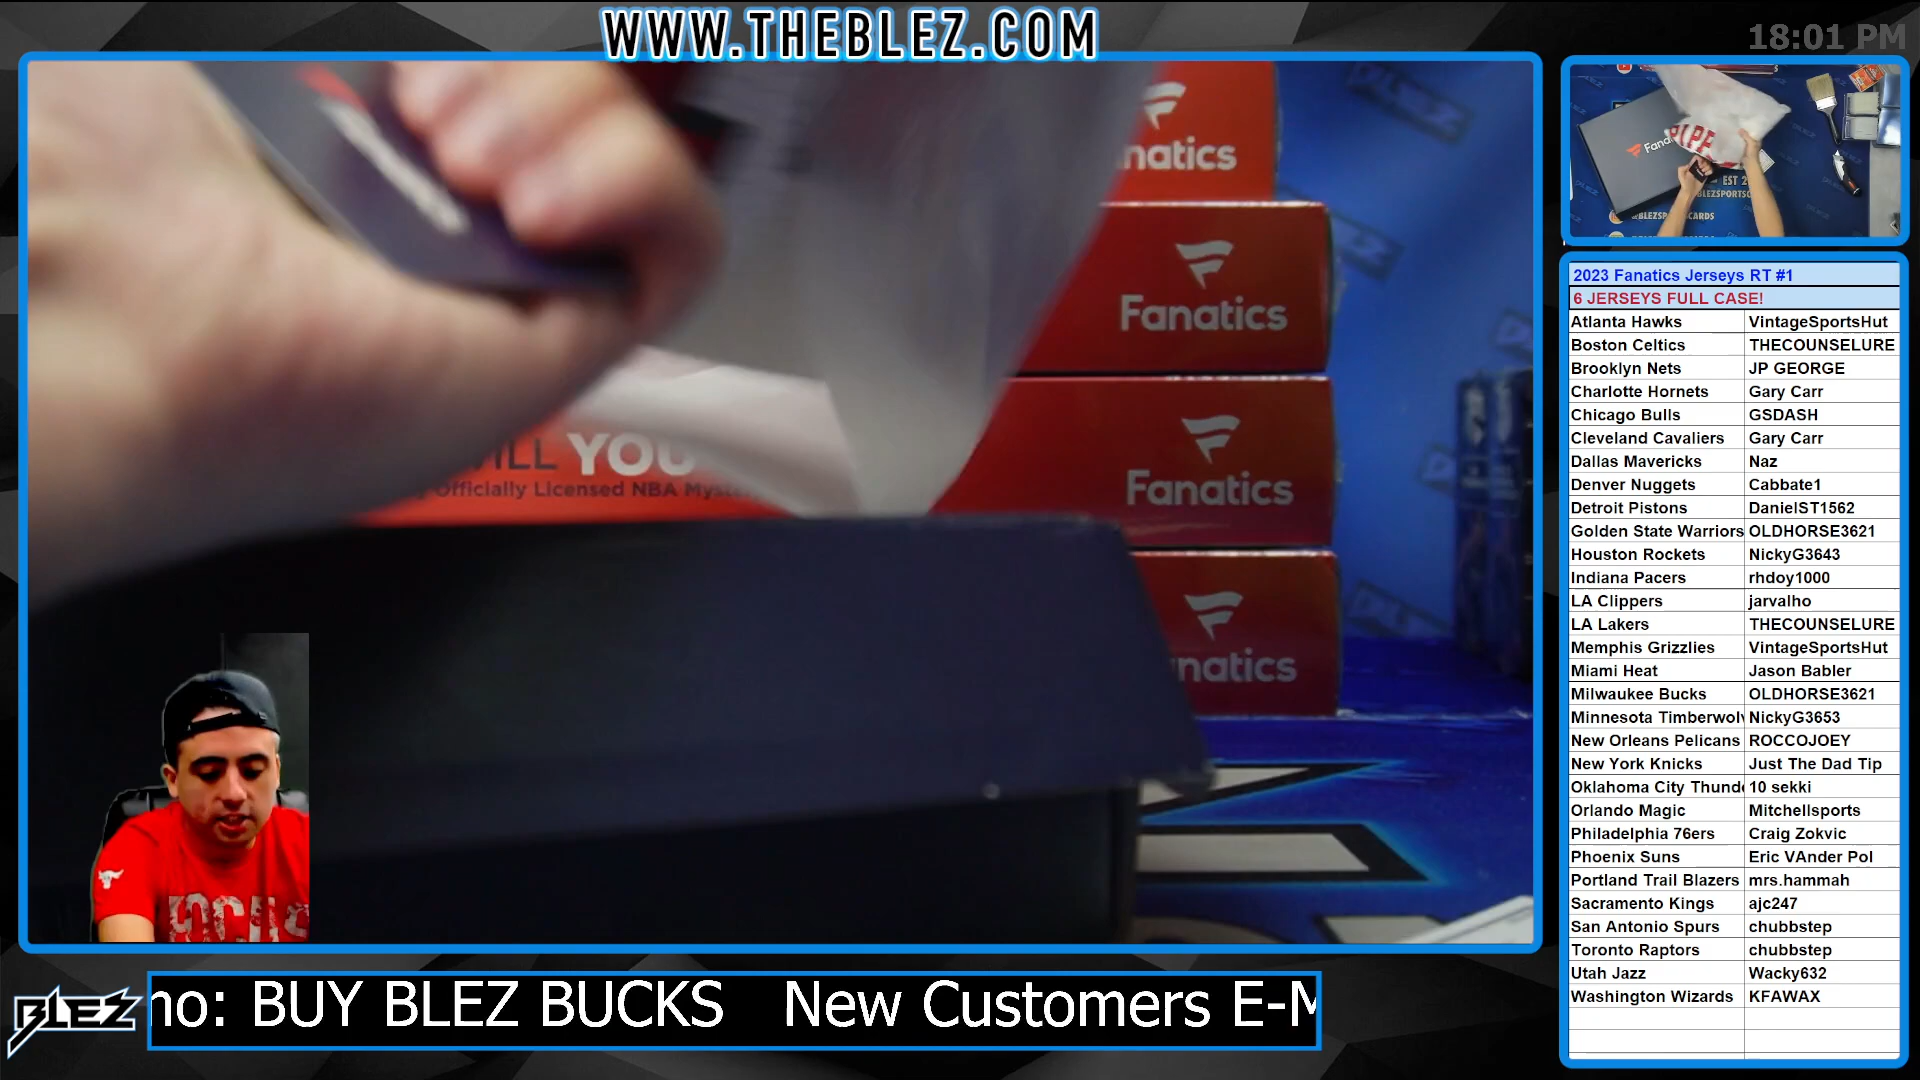 WWW.THEBLEZ.COM
18:01 PM
Fanatics
Fanatics
WILL YOU
Officially Licensed NBA
EST
2023 Fanatics Jerseys RT #1
6 JERSEYS FULL CASE!
Atlanta Hawks VintageSportsHut
Boston Celtics THECOUNSELURE
Brooklyn Nets JP GEORGE
Charlotte Hornets Gary Carr
Chicago Bulls GSDASH
Cleveland Cavaliers Gary Carr
Dallas Mavericks Naz
Denver Nuggets Cabbate1
Detroit Pistons DanielST1562
Golden State Warriors OLDHORSE3621
Houston Rockets NickyG3643
Indiana Pacers rhdoy1000
LA Clippers jarvalho
LA Lakers THECOUNSELURE
Memphis Grizzlies VintageSportsHut
Miami Heat Jason Babler
Milwaukee Bucks OLDHORSE3621
Minnesota Timberwolv NickyG3653
New Orleans Pelicans ROCCOJOEY
New York Knicks Just The Dad Tip
Oklahoma City Thunde 10 sekki
Orlando Magic Mitchellsports
Philadelphia 76ers Craig Zokvic
Phoenix Suns Eric VAnder Pol
Portland Trail Blazers mrs.hammah
Sacramento Kings ajc247
San Antonio Spurs chubbstep
Toronto Raptors chubbstep
Utah Jazz Wacky632
Washington Wizards KFAWAX
BLEZ
no: BUY BLEZ BUCKS New Customers E-M